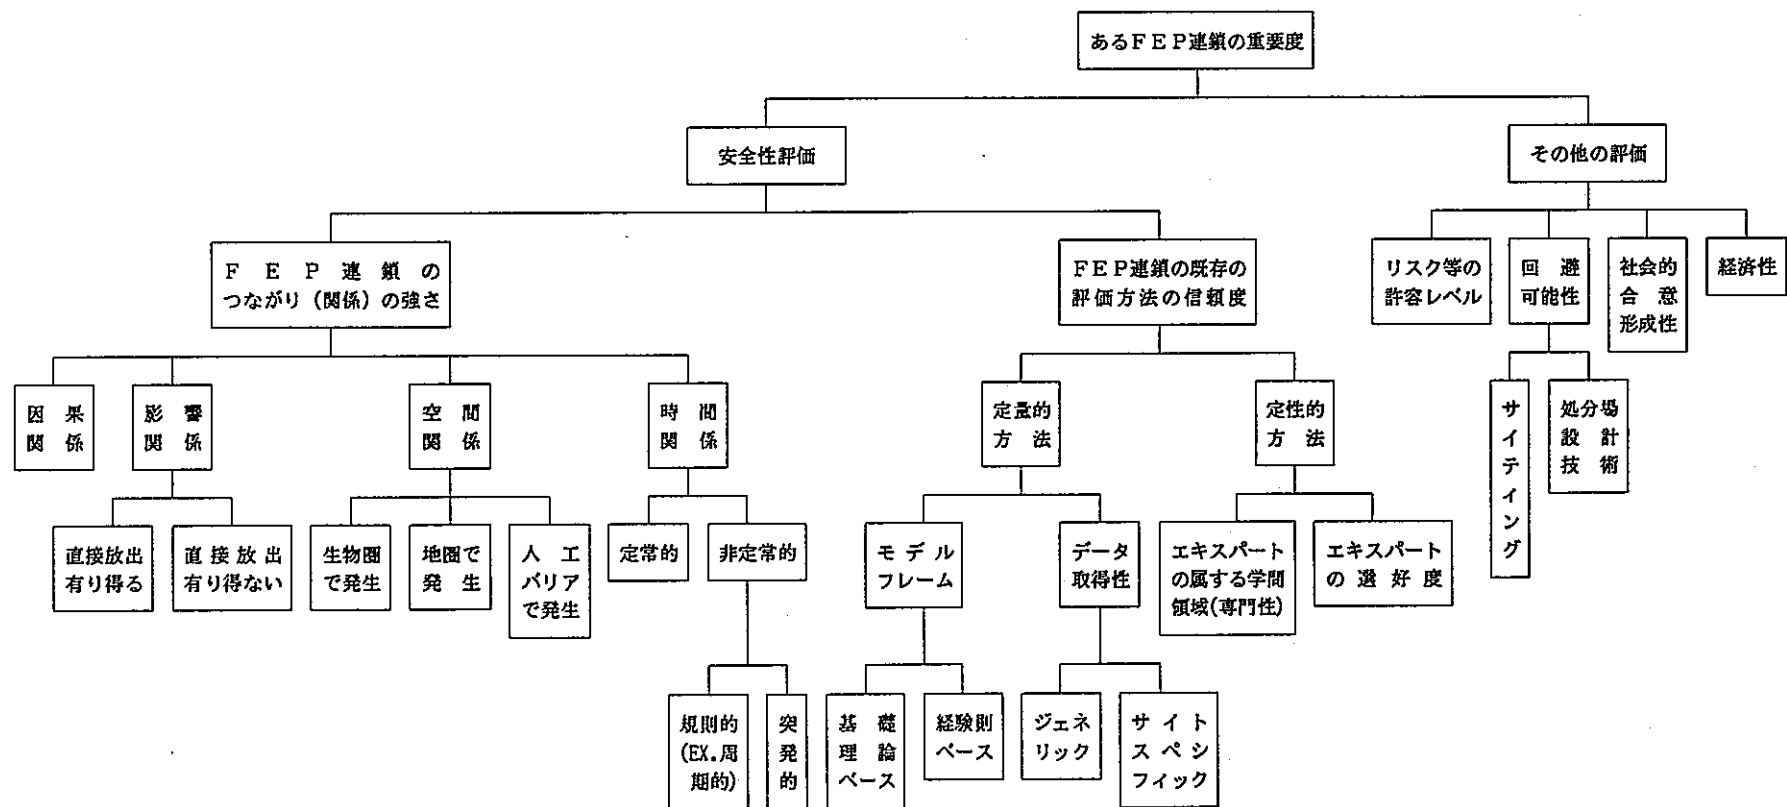 あるFEP連鎖の重要度
安全性評価
その他の評価
FEP連鎖の
つながり(関係)の強さ
FEP連鎖の既存の
評価方法の信頼度
リスク等の
許容レベル
回避
可能性
社会的
合意
形成性
経済性
因果
関係
影響
関係
空間
関係
時間
関係
定量的
方法
定性的
方法
サイティング
処分場
設計
技術
直接放出
有り得る
直接放出
有り得ない
生物圏
で発生
地圏で
発生
人工
バリア
で発生
定常的
非定常的
モデル
フレーム
データ
取得性
エキスパート
の属する学問
領域(専門性)
エキスパート
の選好度
規則的
(EX.周
期的)
突発的
基礎
理論
ベース
経験則
ベース
ジェネ
リック
サイト
スペシ
フィック